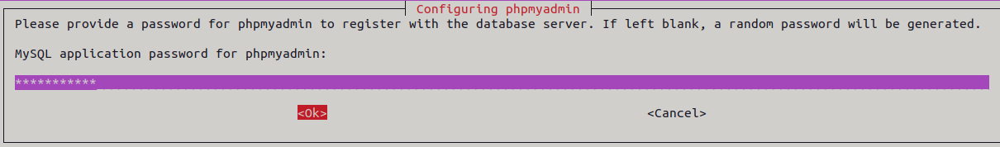 Configuring phpmyadmin
Please provide a password for phpmyadmin to register with the database server. If left blank, a random password will be generated.
MySQL application password for phpmyadmin:
***********
<Ok> <Cancel>